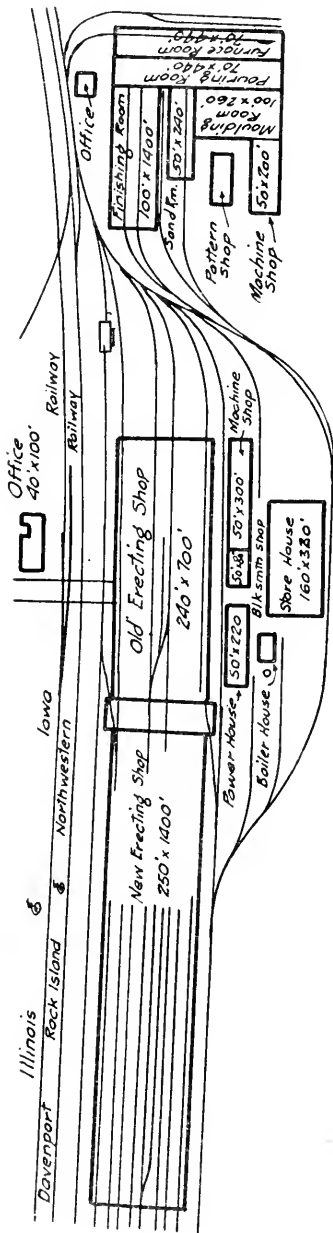 Illinois & Iowa Railway
Davenport Rock Island & Northwestern Railway
Office
40'x100'
New Erecting Shop
250'x1400'
Old Erecting Shop
240'x700'
Power House
50'x220
Boiler House
Blksmith shop
50'x300'
Machine
Shop
Store House
160'x380'
Office
Finishing Room
100'x1400'
Sand Rm.
50'x240'
Pattern
Shop
Machine
Shop
50x200'
Moulding
Room
100'x260'
Pouring Room
70'x440'
Furnace Room
70'x440'